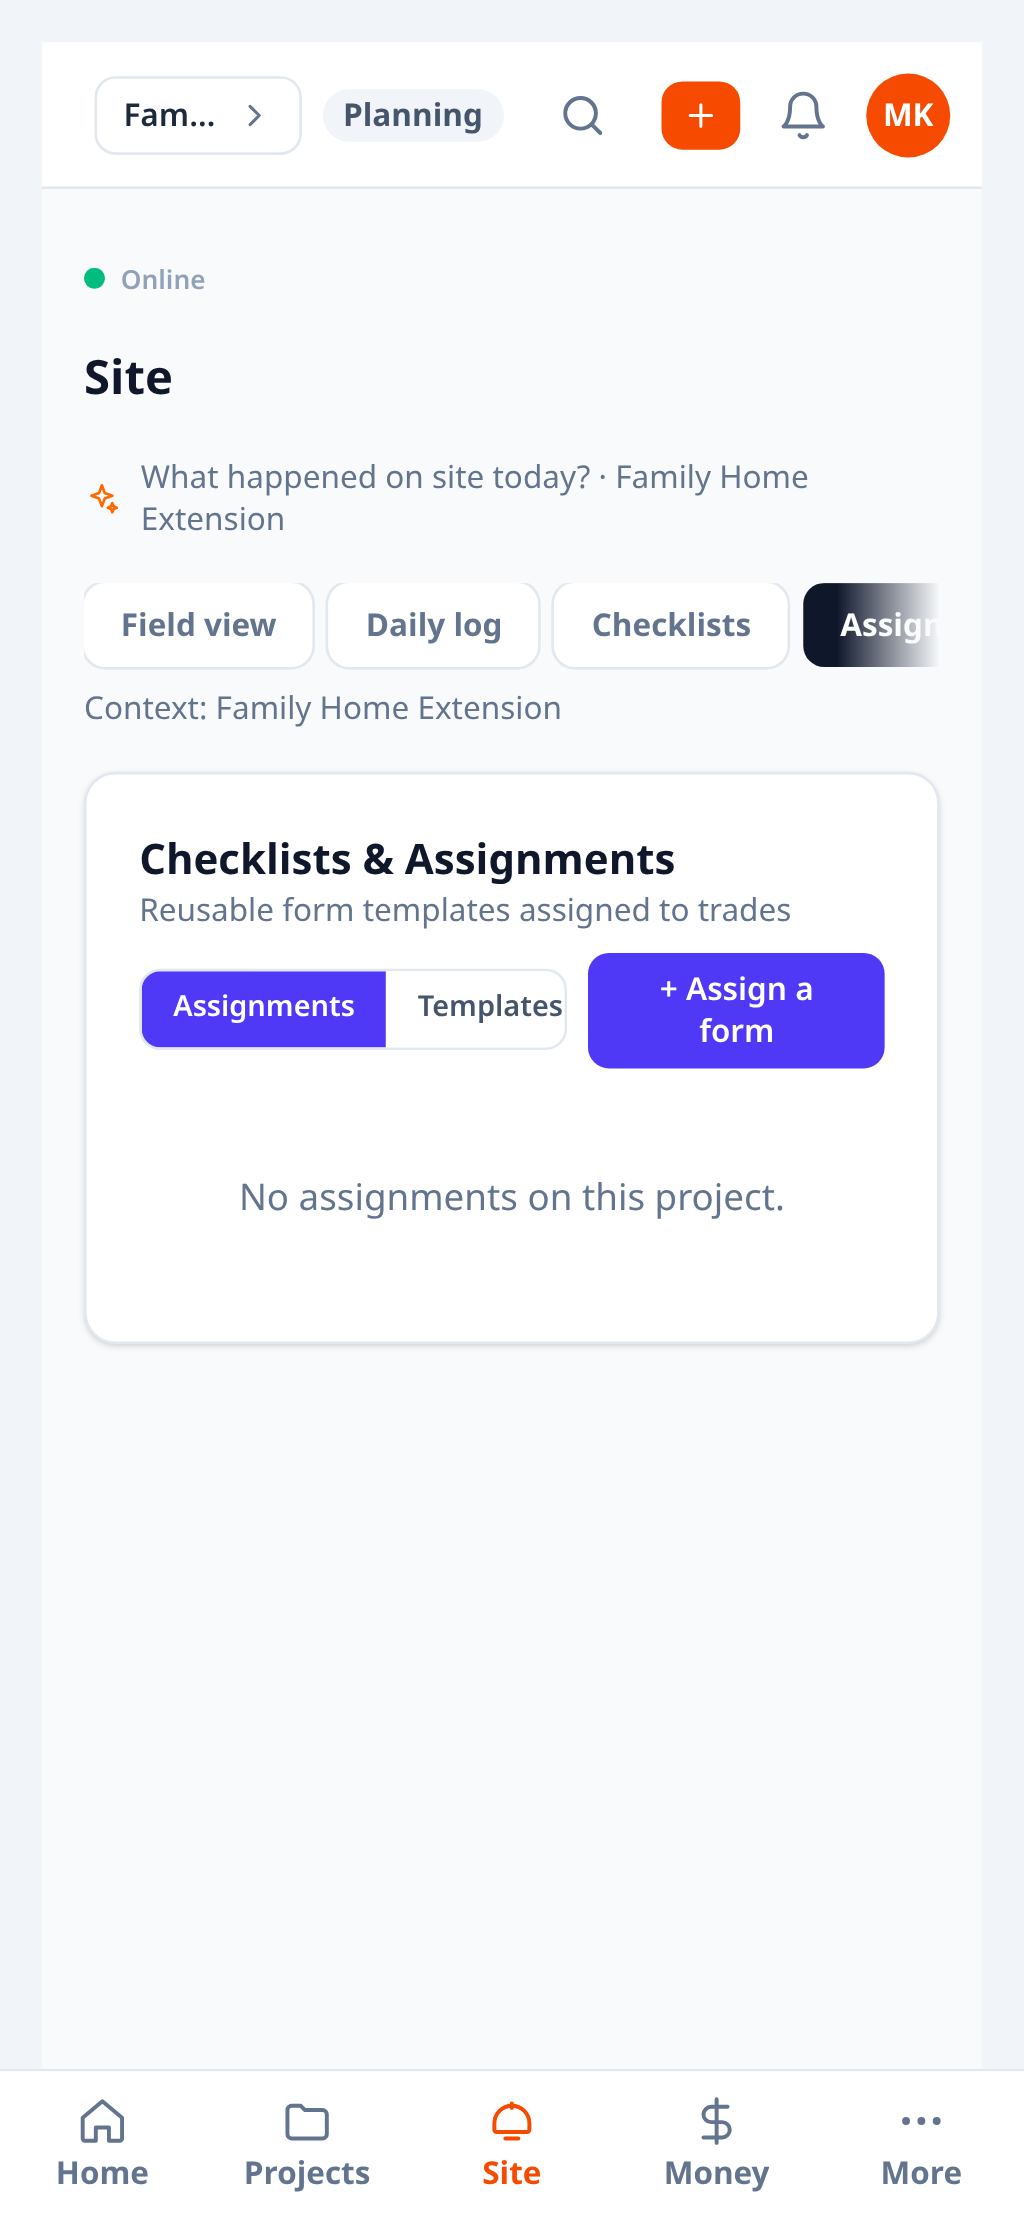 Fam...
Planning
MK
Online
Site
What happened on site today? · Family Home
Extension
Field view
Daily log
Checklists
Assign
Context: Family Home Extension
Checklists & Assignments
Reusable form templates assigned to trades
Assignments
Templates
+ Assign a
form
No assignments on this project.
Home
Projects
Site
Money
More